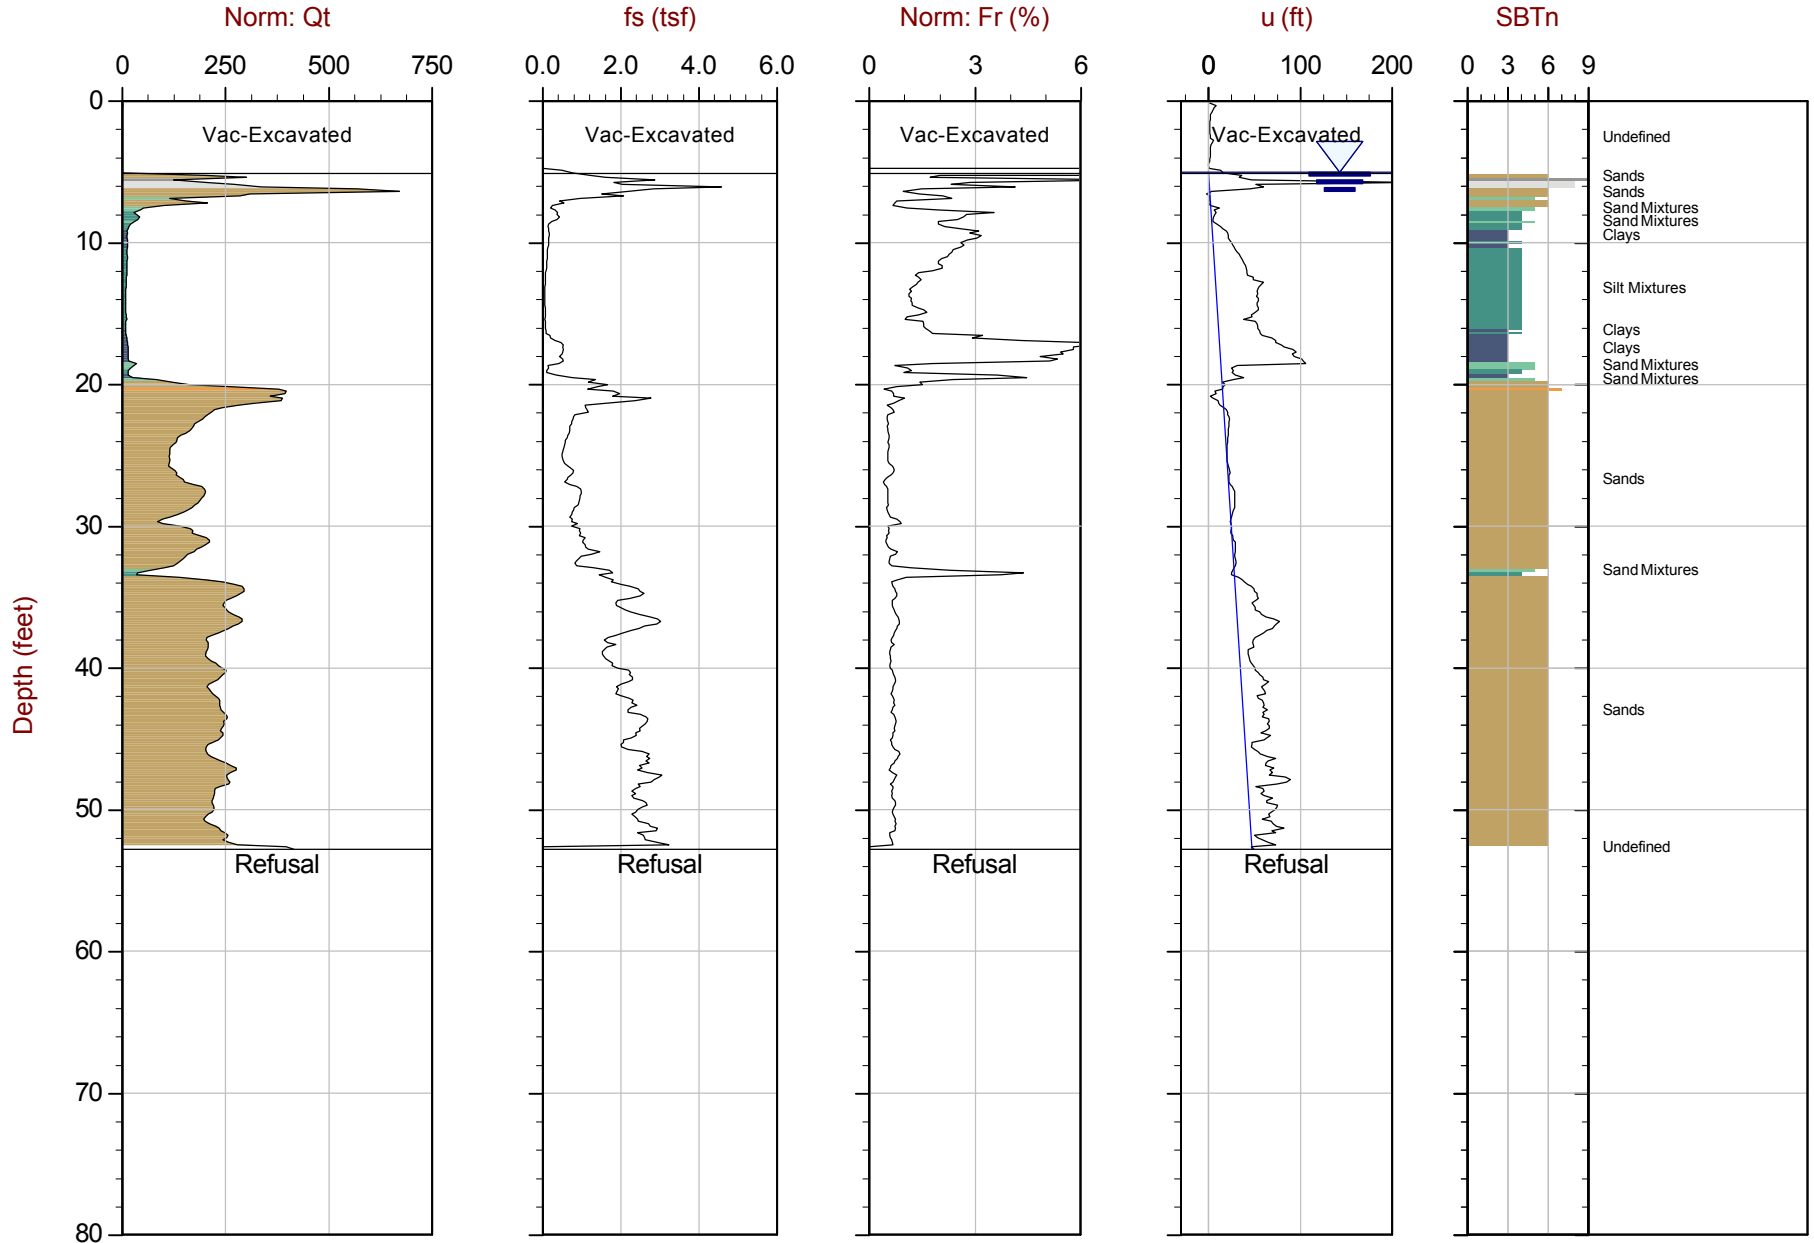 Norm: Qt fs (tsf) Norm: Fr (%) u (ft) SBTn
0 250 500 750 0.0 2.0 4.0 6.0 0 3 6 0 100 200 0 3 6 9
0
Vac-Excavated Vac-Excavated Vac-Excavated Vac-Excavated Undefined
Sands
Sands
Sand Mixtures
Sand Mixtures
Clays
10
Silt Mixtures
Clays
Clays
Sand Mixtures
Sand Mixtures
20
Sands
30
Sand Mixtures
Depth (feet)
40
Sands
50
Undefined
Refusal Refusal Refusal Refusal
60
70
80